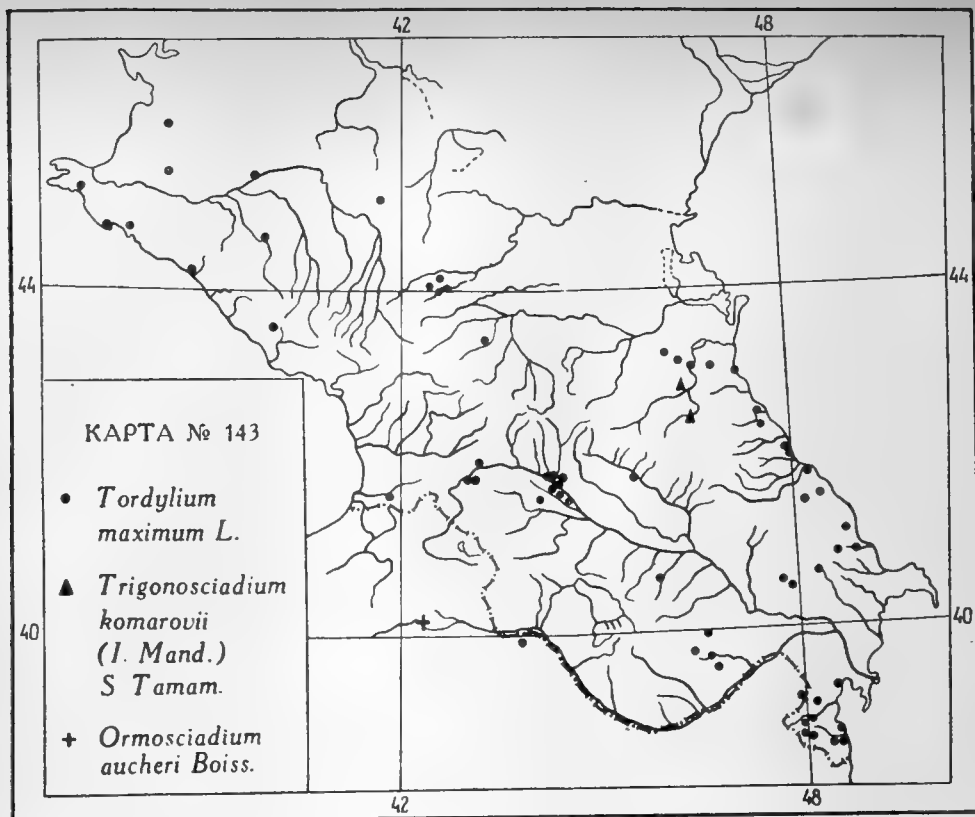 42 48
44 44
КАРТА № 143
Tordylium
maximum L.
Trigonosciadium
komarovii
(I. Mand.)
S Tamam.
Ormosciadium
aucheri Boiss.
40 40
42 48